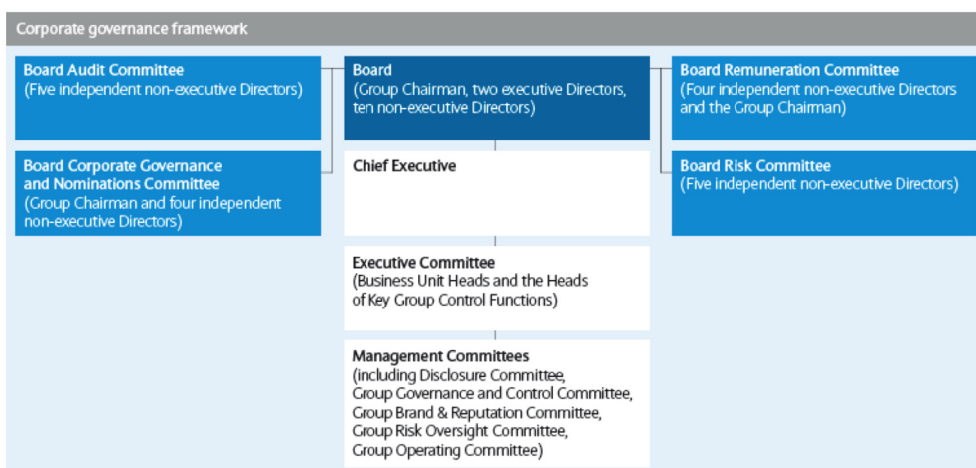 Corporate governance framework
Board Audit Committee
(Five independent non-executive Directors)
Board
(Group Chairman, two executive Directors,
ten non-executive Directors)
Board Remuneration Committee
(Four independent non-executive Directors
and the Group Chairman)
Board Corporate Governance
and Nominations Committee
(Group Chairman and four independent
non-executive Directors)
Chief Executive
Board Risk Committee
(Five independent non-executive Directors)
Executive Committee
(Business Unit Heads and the Heads
of Key Group Control Functions)
Management Committees
(including Disclosure Committee,
Group Governance and Control Committee,
Group Brand & Reputation Committee,
Group Risk Oversight Committee,
Group Operating Committee)